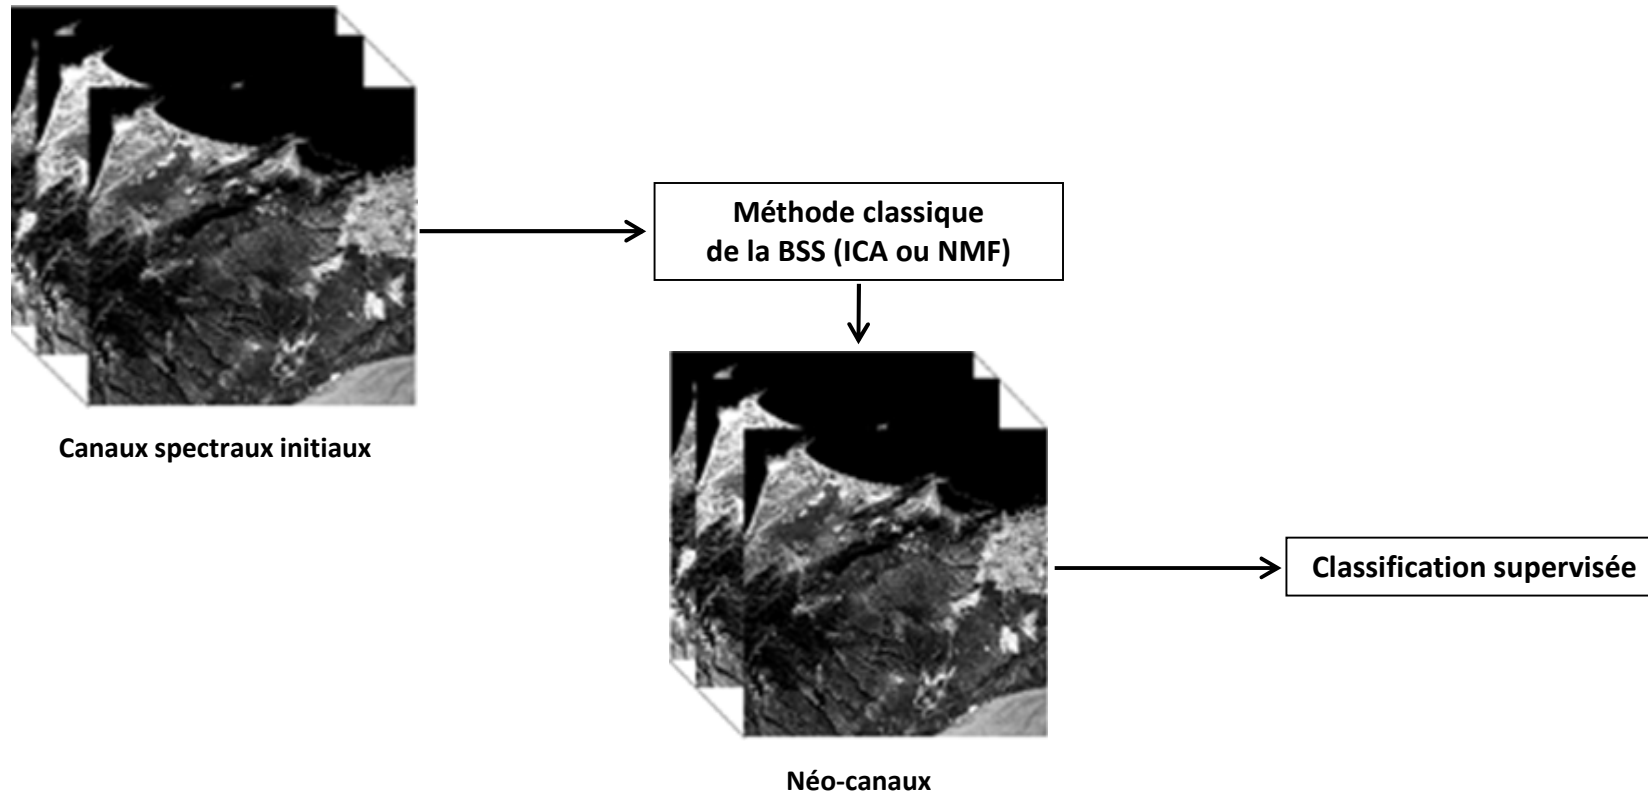 Méthode classique
de la BSS (ICA ou NMF)
Canaux spectraux initiaux
Classification supervisée
Néo-canaux